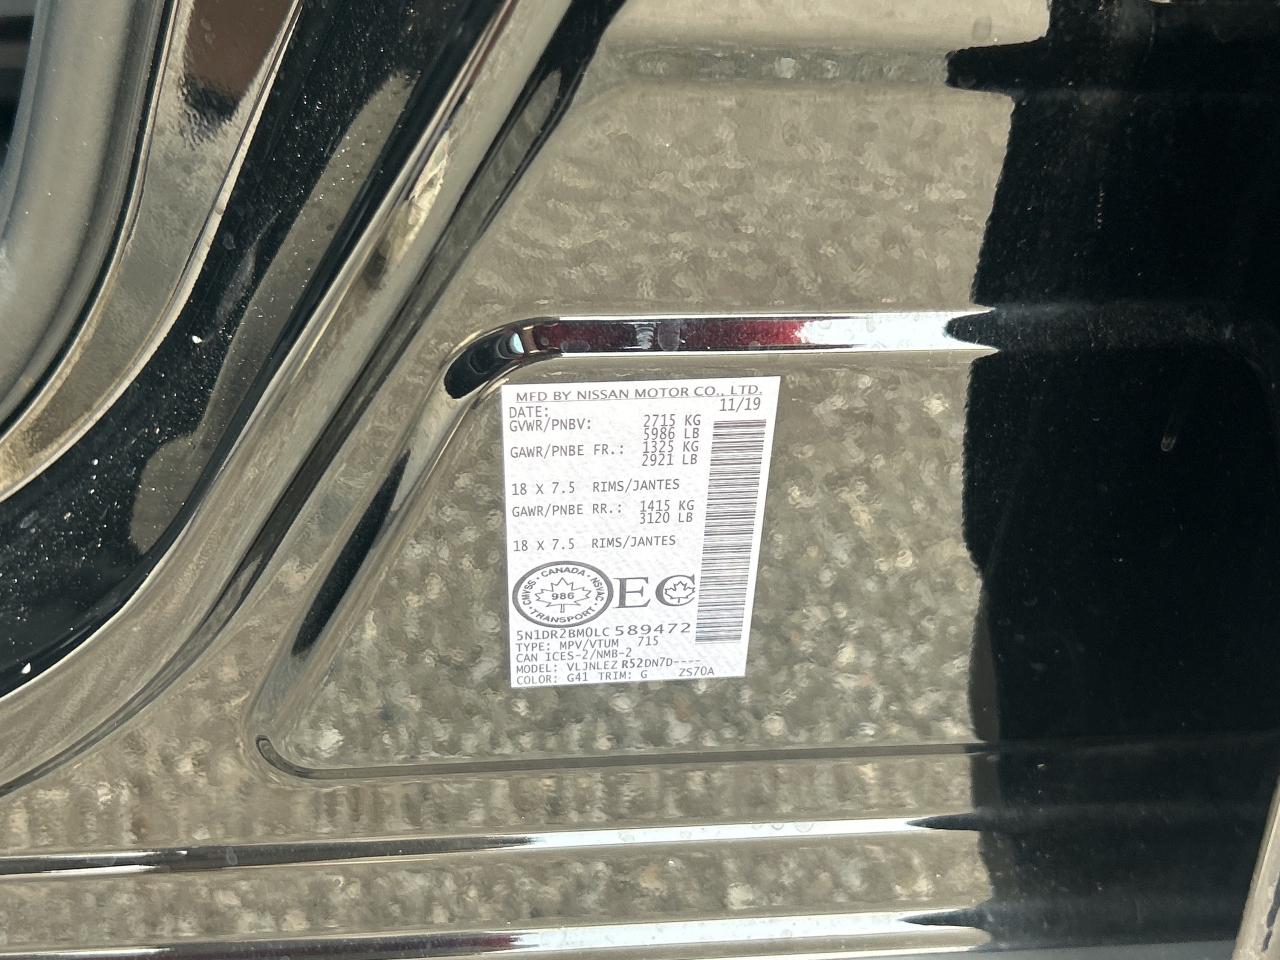 MFD BY NISSAN MOTOR CO., LTD.
DATE: 11/19
GVWR/PNBV: 2715 KG
5986 LB
GAWR/PNBE FR.: 1325 KG
2921 LB
18 X 7.5 RIMS/JANTES
GAWR/PNBE RR.: 1415 KG
3120 LB
18 X 7.5 RIMS/JANTES
CMVSS · CANADA · NSVAC
986
· TRANSPORT ·
EC
5N1DR2BM0LC589472
TYPE: MPV/VTUM 715
CAN ICES-2/NMB-2
MODEL: VLJNLEZ R52DN7D----
COLOR: G41 TRIM: G ZS70A